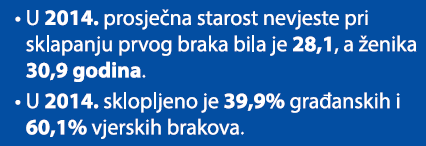 • U 2014. prosječna starost nevjeste pri
sklapanju prvog braka bila je 28,1, a ženika
30,9 godina.
• U 2014. sklopljeno je 39,9% građanskih i
60,1% vjerskih brakova.